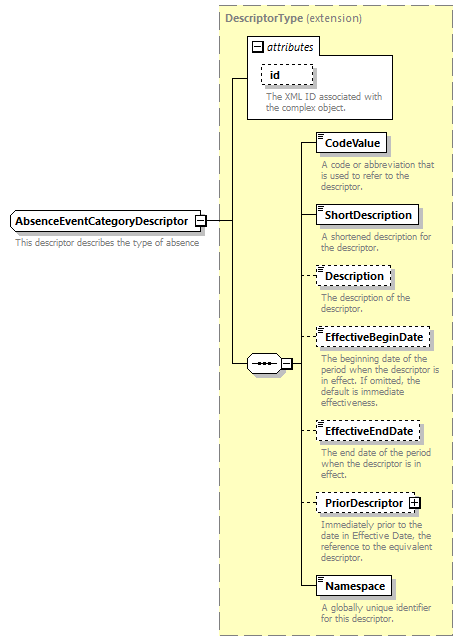 DescriptorType (extension)
attributes
id
The XML ID associated with
the complex object.
CodeValue
A code or abbreviation that
is used to refer to the
descriptor.
AbsenceEventCategoryDescriptor
This descriptor describes the type of absence
ShortDescription
A shortened description for
the descriptor.
Description
The description of the
descriptor.
EffectiveBeginDate
The beginning date of the
period when the descriptor is
in effect. If omitted, the
default is immediate
effectiveness.
EffectiveEndDate
The end date of the period
when the descriptor is in
effect.
PriorDescriptor
Immediately prior to the
date in Effective Date, the
reference to the equivalent
descriptor.
Namespace
A globally unique identifier
for this descriptor.